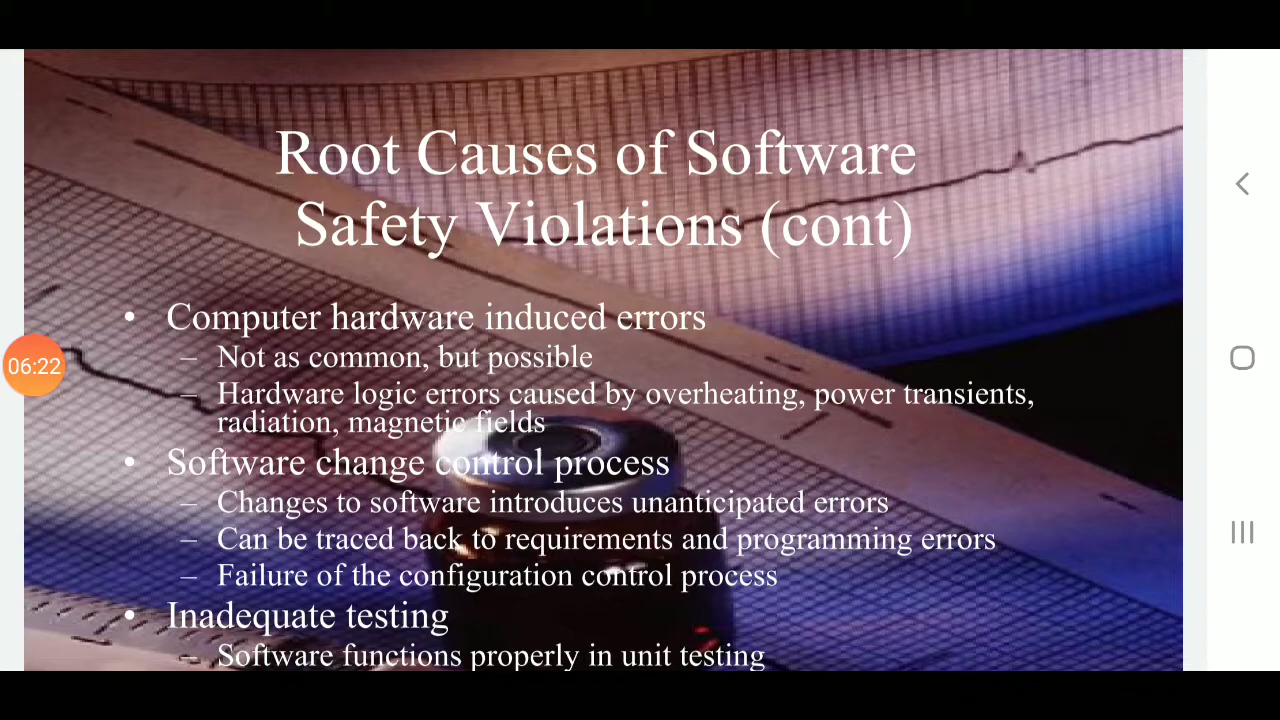 Root Causes of Software
Safety Violations (cont)
• Computer hardware induced errors
– Not as common, but possible
– Hardware logic errors caused by overheating, power transients,
radiation, magnetic fields
• Software change control process
– Changes to software introduces unanticipated errors
– Can be traced back to requirements and programming errors
– Failure of the configuration control process
• Inadequate testing
– Software functions properly in unit testing
06:22